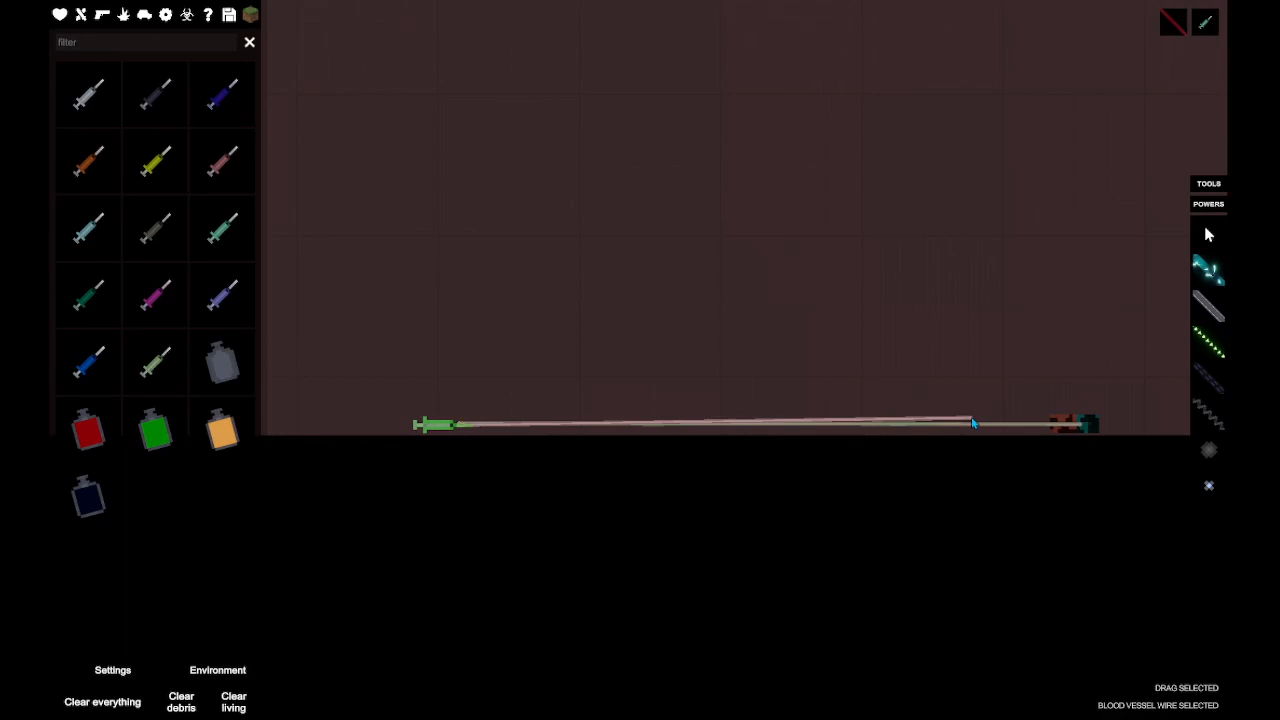 filter
TOOLS
POWERS
Settings
Environment
Clear everything
Clear debris
Clear living
DRAG SELECTED
BLOOD VESSEL WIRE SELECTED